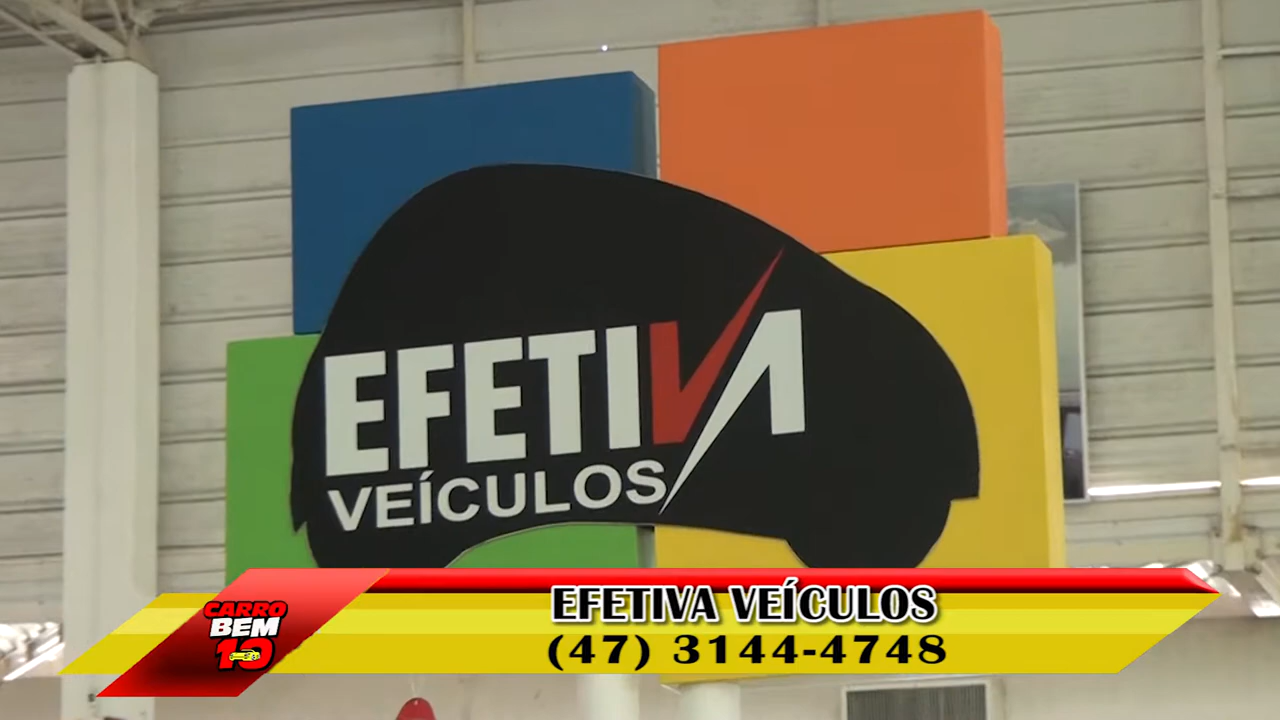 EFETIVA
VEÍCULOS
CARRO
BEM
10
EFETIVA VEÍCULOS
(47) 3144-4748